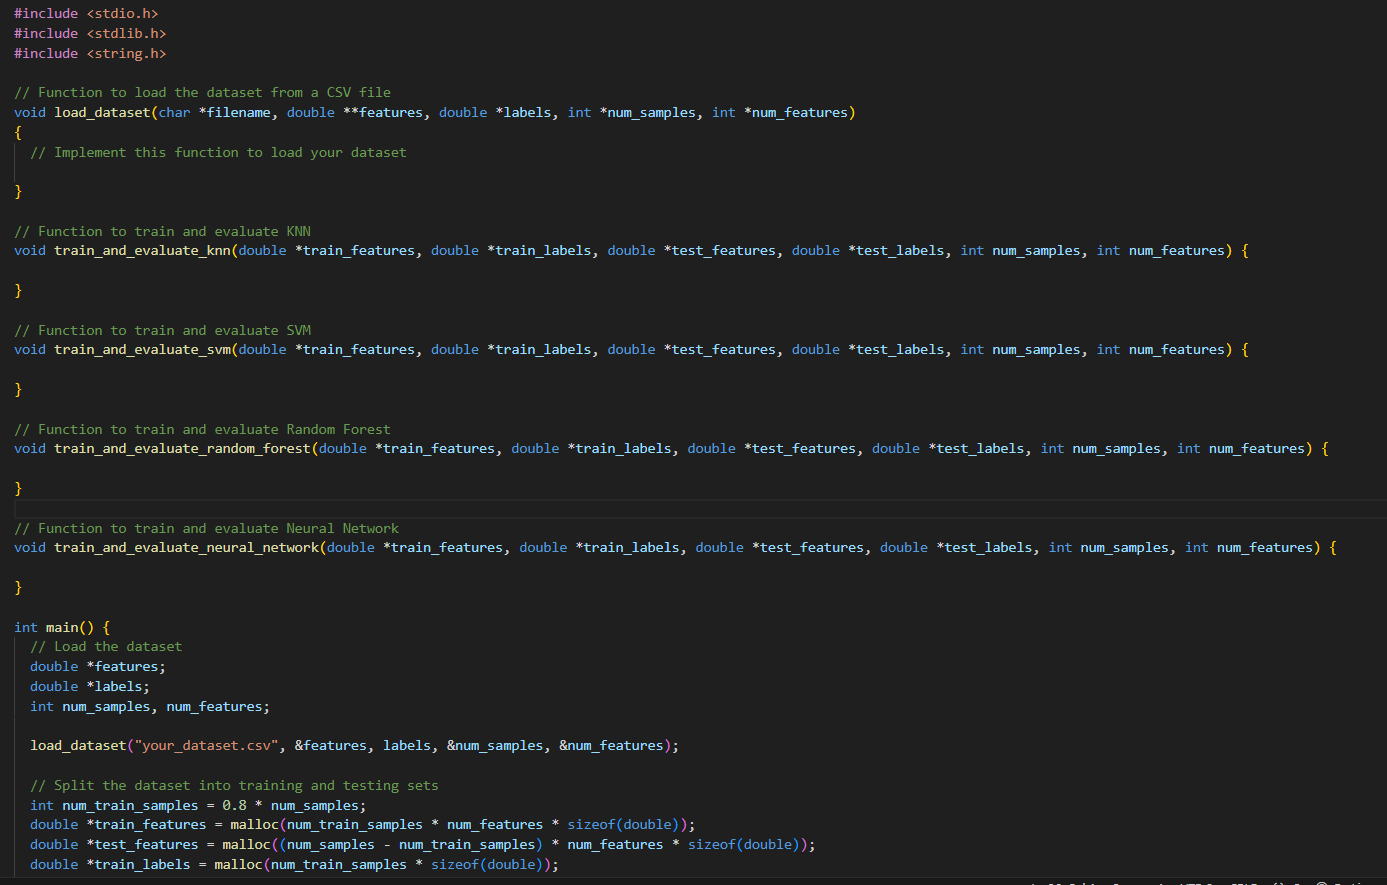 #include <stdio.h>
#include <stdlib.h>
#include <string.h>
// Function to load the dataset from a CSV file
void load_dataset(char *filename, double **features, double *labels, int *num_samples, int *num_features)
{
// Implement this function to load your dataset
}
// Function to train and evaluate KNN
void train_and_evaluate_knn(double *train_features, double *train_labels, double *test_features, double *test_labels, int num_samples, int num_features) {
}
// Function to train and evaluate SVM
void train_and_evaluate_svm(double *train_features, double *train_labels, double *test_features, double *test_labels, int num_samples, int num_features) {
}
// Function to train and evaluate Random Forest
void train_and_evaluate_random_forest(double *train_features, double *train_labels, double *test_features, double *test_labels, int num_samples, int num_features) {
}
// Function to train and evaluate Neural Network
void train_and_evaluate_neural_network(double *train_features, double *train_labels, double *test_features, double *test_labels, int num_samples, int num_features) {
}
int main() {
// Load the dataset
double *features;
double *labels;
int num_samples, num_features;
load_dataset("your_dataset.csv", &features, labels, &num_samples, &num_features);
// Split the dataset into training and testing sets
int num_train_samples = 0.8 * num_samples;
double *train_features = malloc(num_train_samples * num_features * sizeof(double));
double *test_features = malloc((num_samples - num_train_samples) * num_features * sizeof(double));
double *train_labels = malloc(num_train_samples * sizeof(double));